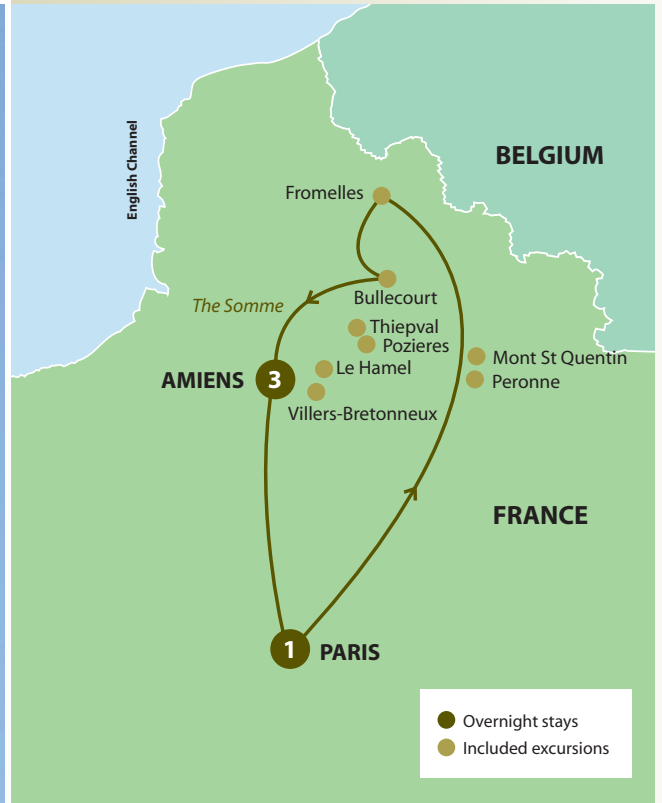 English Channel
BELGIUM
Fromelles
Bullecourt
The Somme
Thiepval
Pozieres
Mont St Quentin
Le Hamel
AMIENS
3
Peronne
Villers-Bretonneux
FRANCE
1
PARIS
Overnight stays
Included excursions